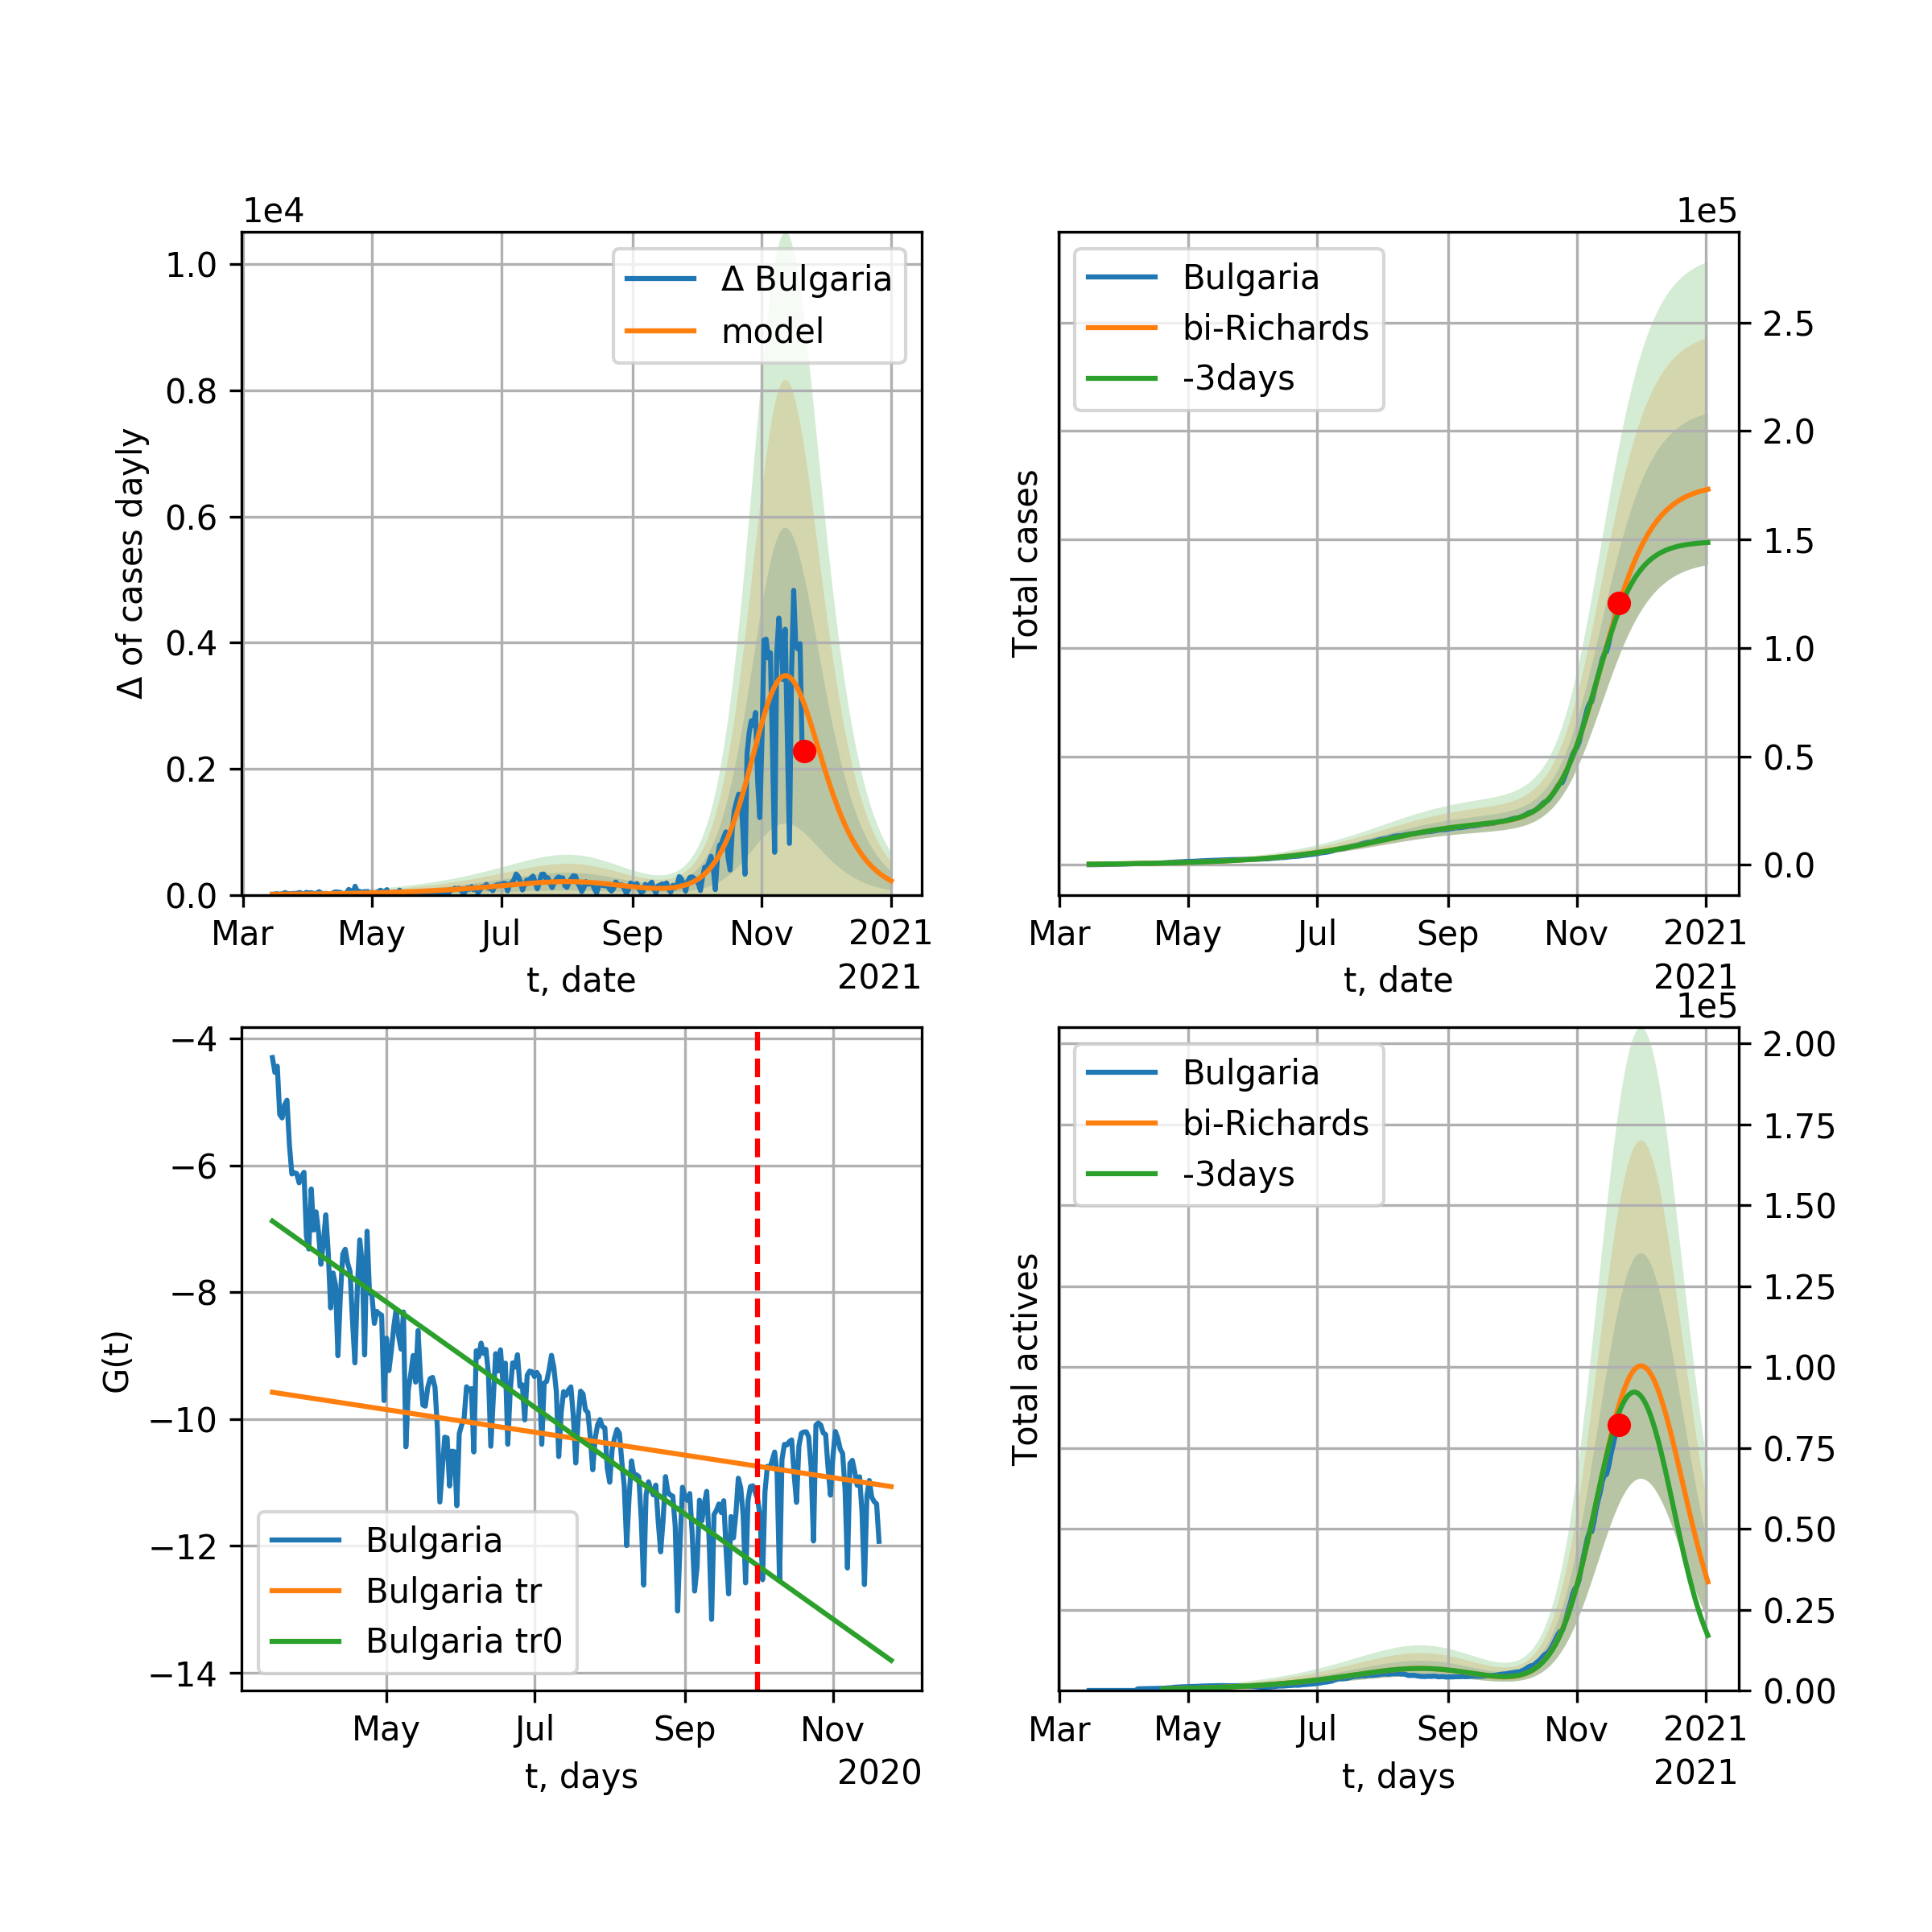 1e4
1.0
0.8
0.6
0.4
0.2
0.0
Δ of cases dayly
Δ Bulgaria
model
Mar May Jul Sep Nov 2021
t, date
2021
1e5
Bulgaria
bi-Richards
-3days
Total cases
2.5
2.0
1.5
1.0
0.5
0.0
Mar May Jul Sep Nov 2021
t, date
2021
−4
−6
−8
−10
−12
−14
G(t)
Bulgaria
Bulgaria tr
Bulgaria tr0
May Jul Sep Nov
t, days
2020
1e5
Bulgaria
bi-Richards
-3days
Total actives
2.00
1.75
1.50
1.25
1.00
0.75
0.50
0.25
0.00
Mar May Jul Sep Nov 2021
t, days
2021